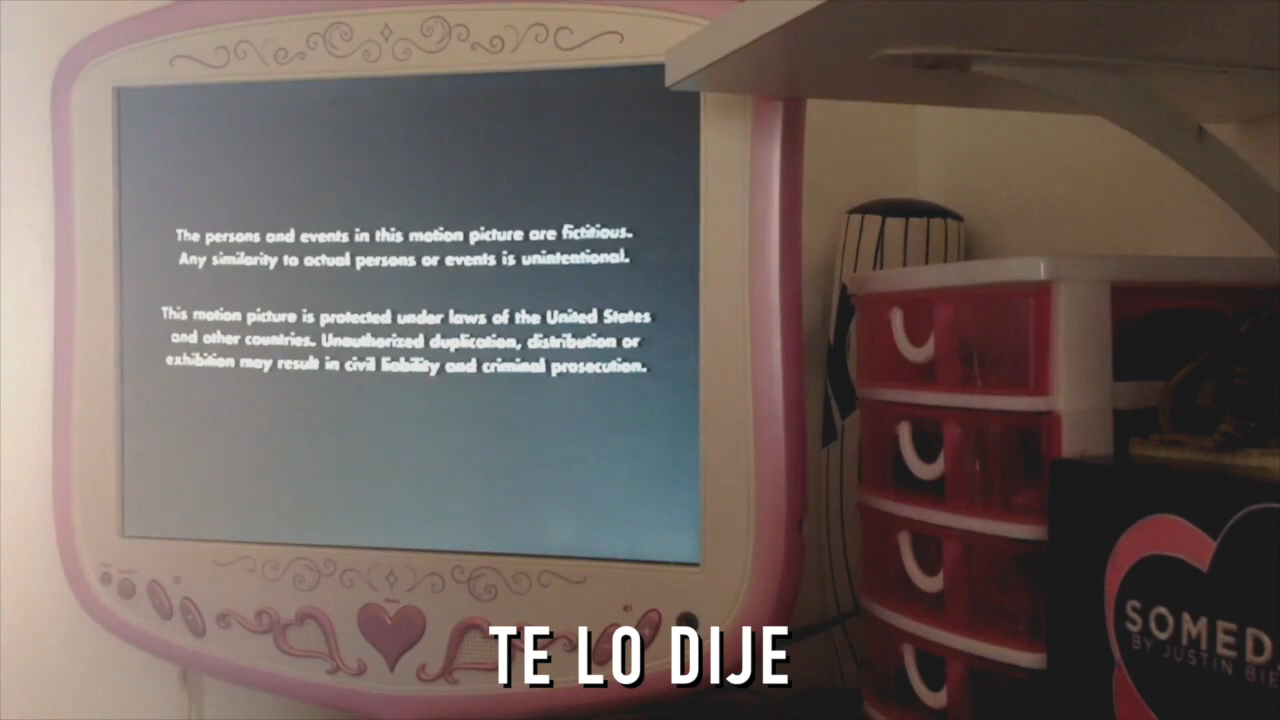 The persons and events in this motion picture are fictitious.
Any similarity to actual persons or events is unintentional.
This motion picture is protected under laws of the United States
and other countries. Unauthorized duplication, distribution or
exhibition may result in civil liability and criminal prosecution.
SOMED
BY JUSTIN BIE
TE LO DIJE